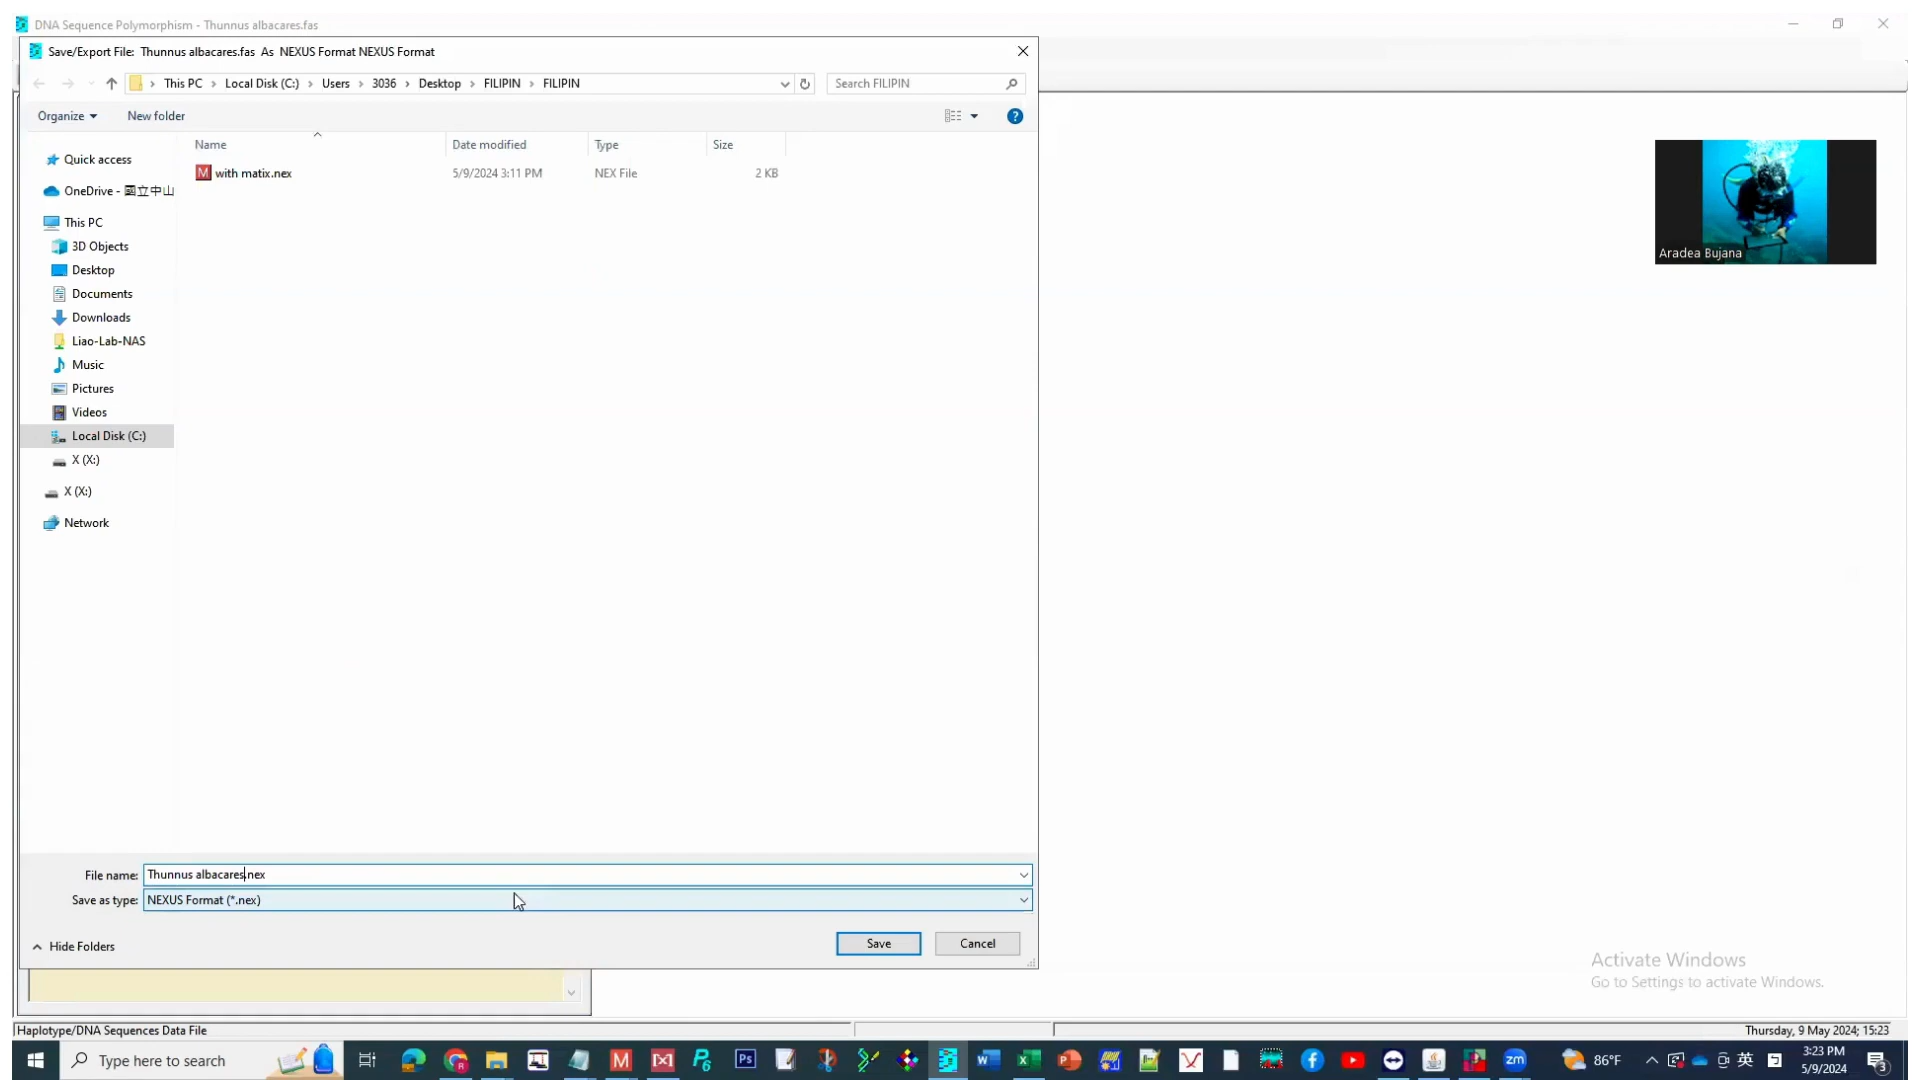 DNA Sequence Polymorphism - Thunnus albacares.fas
Save/Export File: Thunnus albacares.fas As NEXUS Format NEXUS Format
This PC > Local Disk (C:) > Users > 3036 > Desktop > FILIPIN > FILIPIN
Search FILIPIN
Organize
New folder
Name
Date modified
Type
Size
Quick access
with matix.nex
5/9/2024 3:11 PM
NEX File
2 KB
OneDrive - 國立中山
This PC
3D Objects
Desktop
Documents
Downloads
Liao-Lab-NAS
Music
Pictures
Videos
Local Disk (C:)
X (X:)
X (X:)
Network
Aradea Bujana
File name: Thunnus albacares.nex
Save as type: NEXUS Format (*.nex)
Hide Folders
Save
Cancel
Activate Windows
Go to Settings to activate Windows.
Haplotype/DNA Sequences Data File
Thursday, 9 May 2024; 15:23
Type here to search
M
Ps
zm
86°F
英
3:23 PM
5/9/2024
3